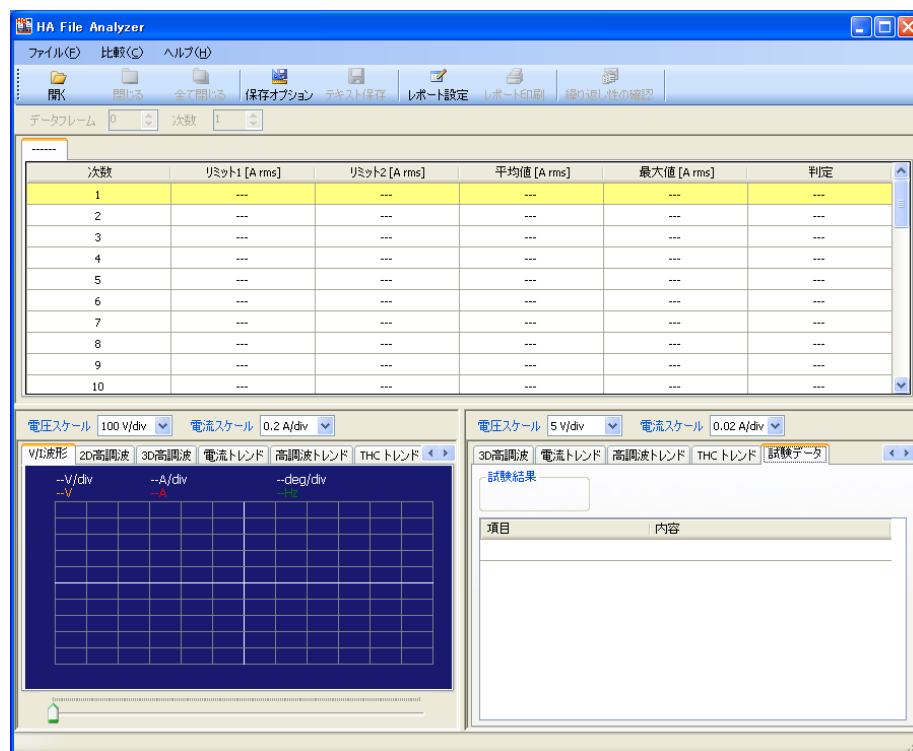 HA File Analyzer
ファイル(F) 比較(C) ヘルプ(H)
開く 閉じる 全て閉じる 保存オプション テキスト保存 レポート設定 レポート印刷 繰り返し性の確認
データフレーム 0 次数 1
------
次数 リミット1 [A rms] リミット2 [A rms] 平均値 [A rms] 最大値 [A rms] 判定
1 --- --- --- --- ---
2 --- --- --- --- ---
3 --- --- --- --- ---
4 --- --- --- --- ---
5 --- --- --- --- ---
6 --- --- --- --- ---
7 --- --- --- --- ---
8 --- --- --- --- ---
9 --- --- --- --- ---
10 --- --- --- --- ---
電圧スケール 100 V/div 電流スケール 0.2 A/div
V/I波形 2D高調波 3D高調波 電流トレンド 高調波トレンド THC トレンド
--V/div --A/div --deg/div
--V --A --Hz
電圧スケール 5 V/div 電流スケール 0.02 A/div
3D高調波 電流トレンド 高調波トレンド THC トレンド 試験データ
試験結果
項目 内容